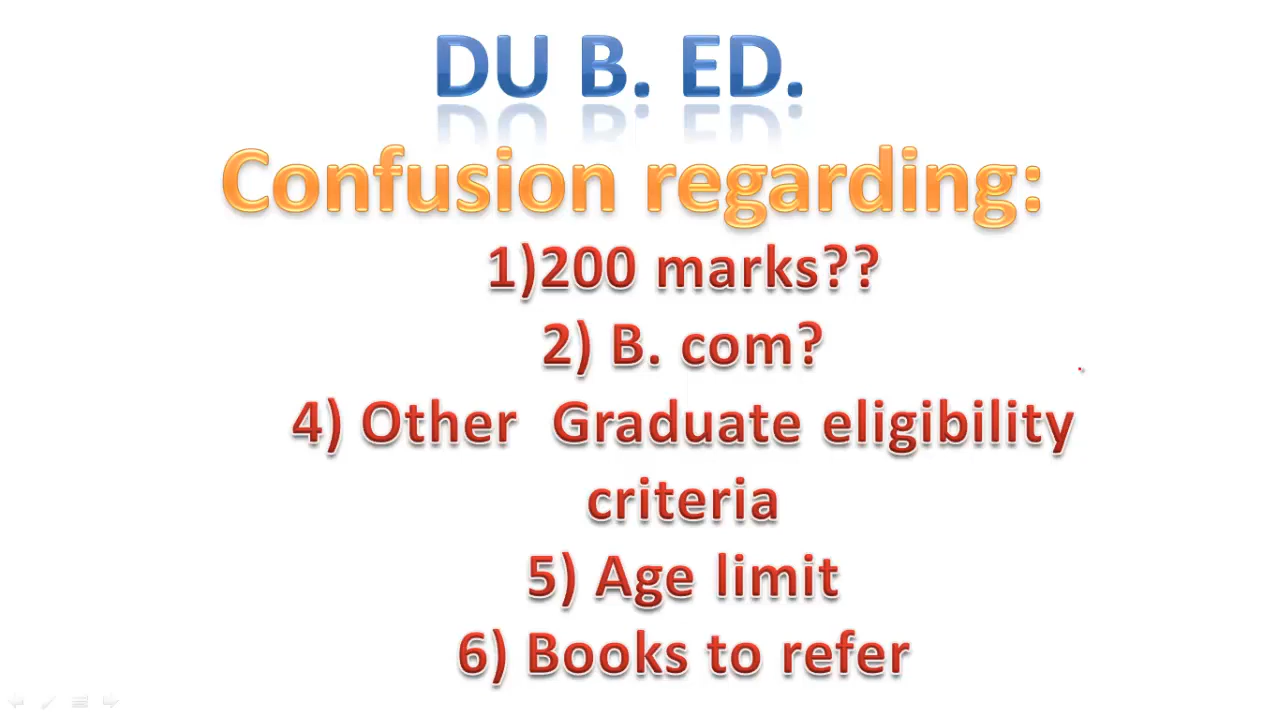 DU B. ED.
Confusion regarding:
1)200 marks??
2) B. com?
4) Other Graduate eligibility
criteria
5) Age limit
6) Books to refer